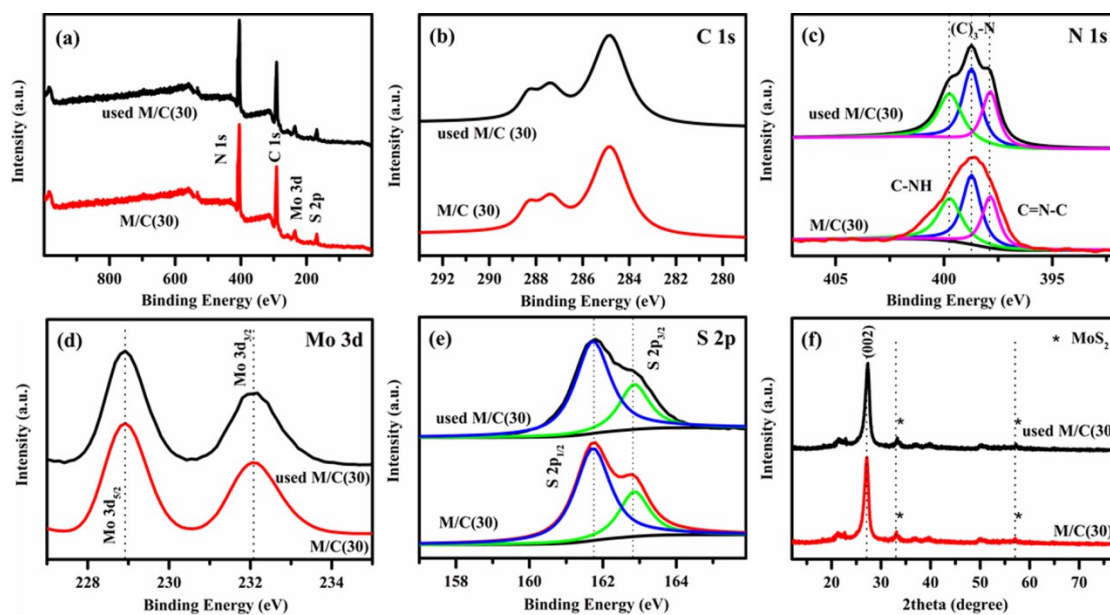 (a)
used M/C(30)
N 1s
C 1s
Mo 3d
S 2p
M/C(30)
800 600 400 200
Binding Energy (eV)
Intensity (a.u.)
(b)
C 1s
used M/C (30)
M/C (30)
292 290 288 286 284 282 280
Binding Energy (eV)
Intensity (a.u.)
(c)
(C)₃-N
N 1s
used M/C(30)
C-NH
C=N-C
M/C(30)
405 400 395
Binding Energy (eV)
Intensity (a.u.)
(d)
Mo 3d
Mo 3d₃/₂
used M/C(30)
Mo 3d₅/₂
M/C(30)
228 230 232 234
Binding Energy (eV)
Intensity (a.u.)
(e)
S 2p
S 2p₃/₂
used M/C(30)
S 2p₁/₂
M/C(30)
158 160 162 164
Binding Energy (eV)
Intensity (a.u.)
(f)
(002)
* MoS₂
* *
used M/C(30)
* *
M/C(30)
20 30 40 50 60 70
2theta (degree)
Intensity (a.u.)